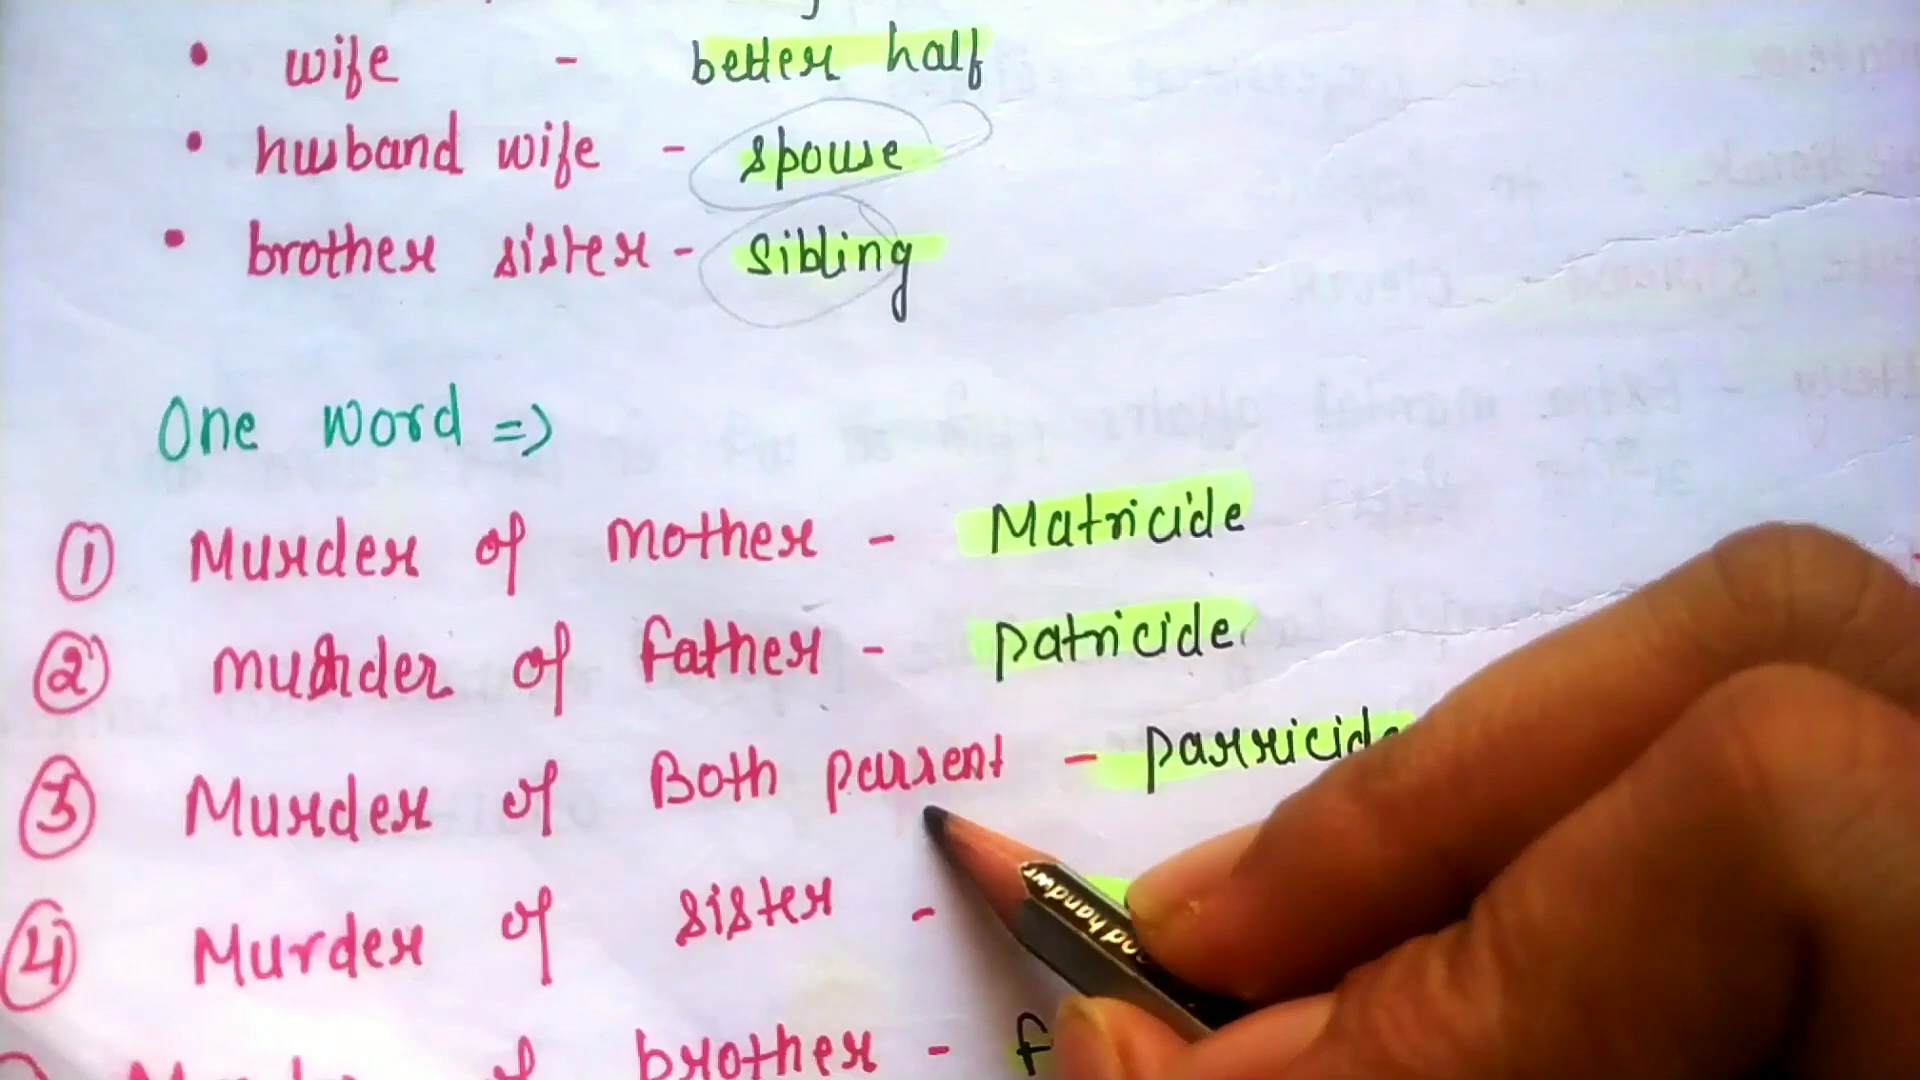 • wife - better half
• husband wife - spouse
• brother sister - sibling
One word =>
① Murder of mother - Matricide
② murder of father - patricide
③ Murder of Both parrent - parricide
④ Murder of sister -
brother -